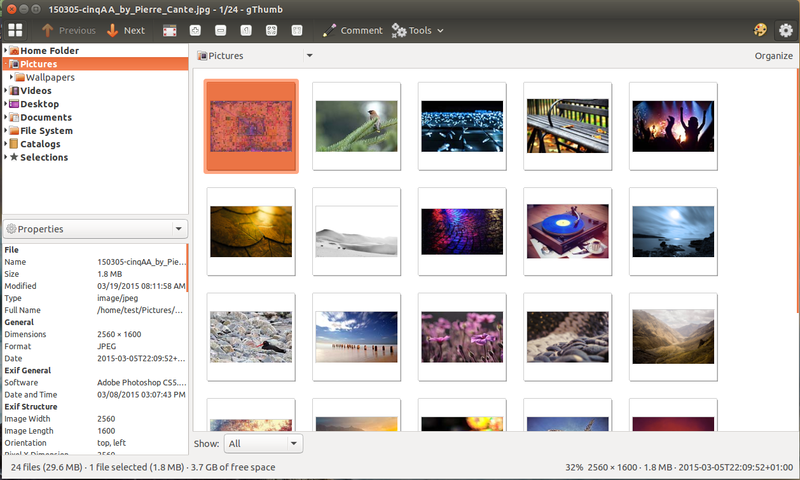 150305-cinqAA_by_Pierre_Cante.jpg - 1/24 - gThumb
Previous Next Comment Tools
Home Folder
Pictures
Wallpapers
Videos
Desktop
Documents
File System
Catalogs
Selections
Pictures Organize
Properties
File
Name 150305-cinqAA_by_Pie...
Size 1.8 MB
Modified 03/19/2015 08:11:58 AM
Type image/jpeg
Full Name /home/test/Pictures/...
General
Dimensions 2560 × 1600
Format JPEG
Date 2015-03-05T22:09:52+...
Exif General
Software Adobe Photoshop CS5....
Date and Time 03/08/2015 03:07:43 PM
Exif Structure
Image Width 2560
Image Length 1600
Orientation top, left
Pixel X Dimension 2560
Show: All
24 files (29.6 MB) · 1 file selected (1.8 MB) · 3.7 GB of free space
32% 2560 × 1600 · 1.8 MB · 2015-03-05T22:09:52+01:00